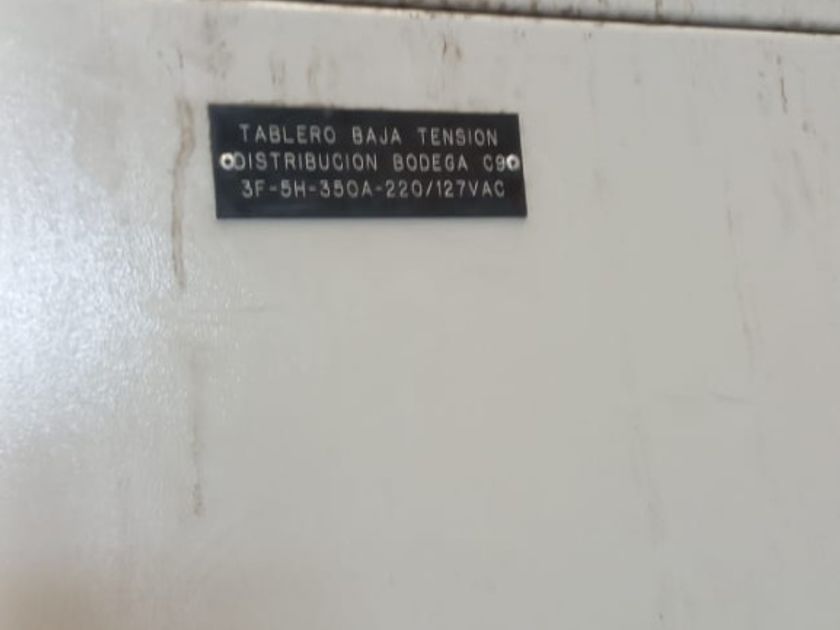 TABLERO BAJA TENSION
DISTRIBUCION BODEGA C9
3F-5H-350A-220/127VAC